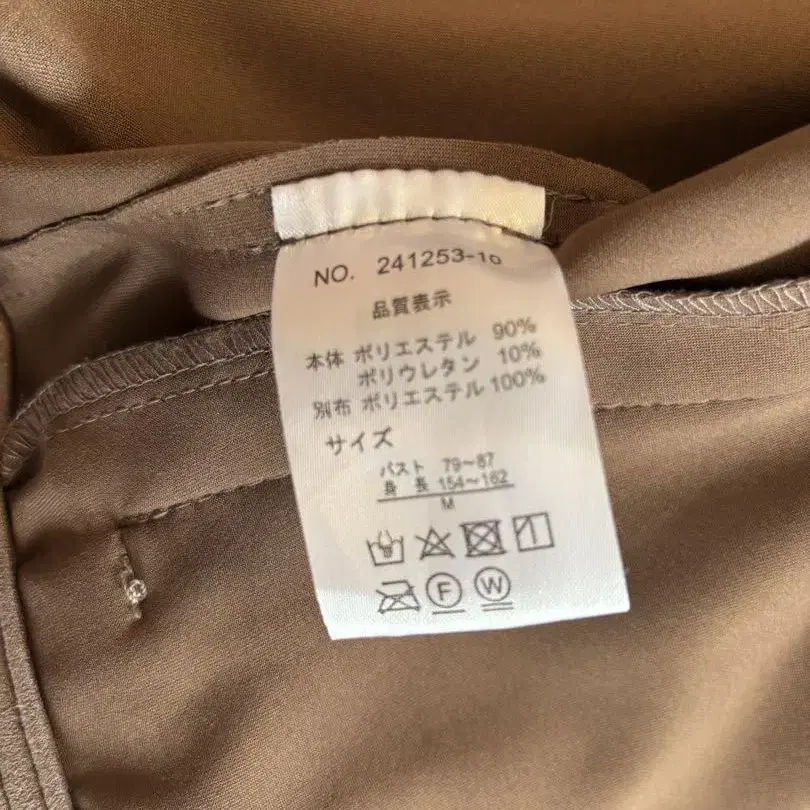 NO. 241253-10
品質表示
本体 ポリエステル 90%
ポリウレタン 10%
別布 ポリエステル 100%
サイズ
バスト 79~87
身長 154~162
M
F W